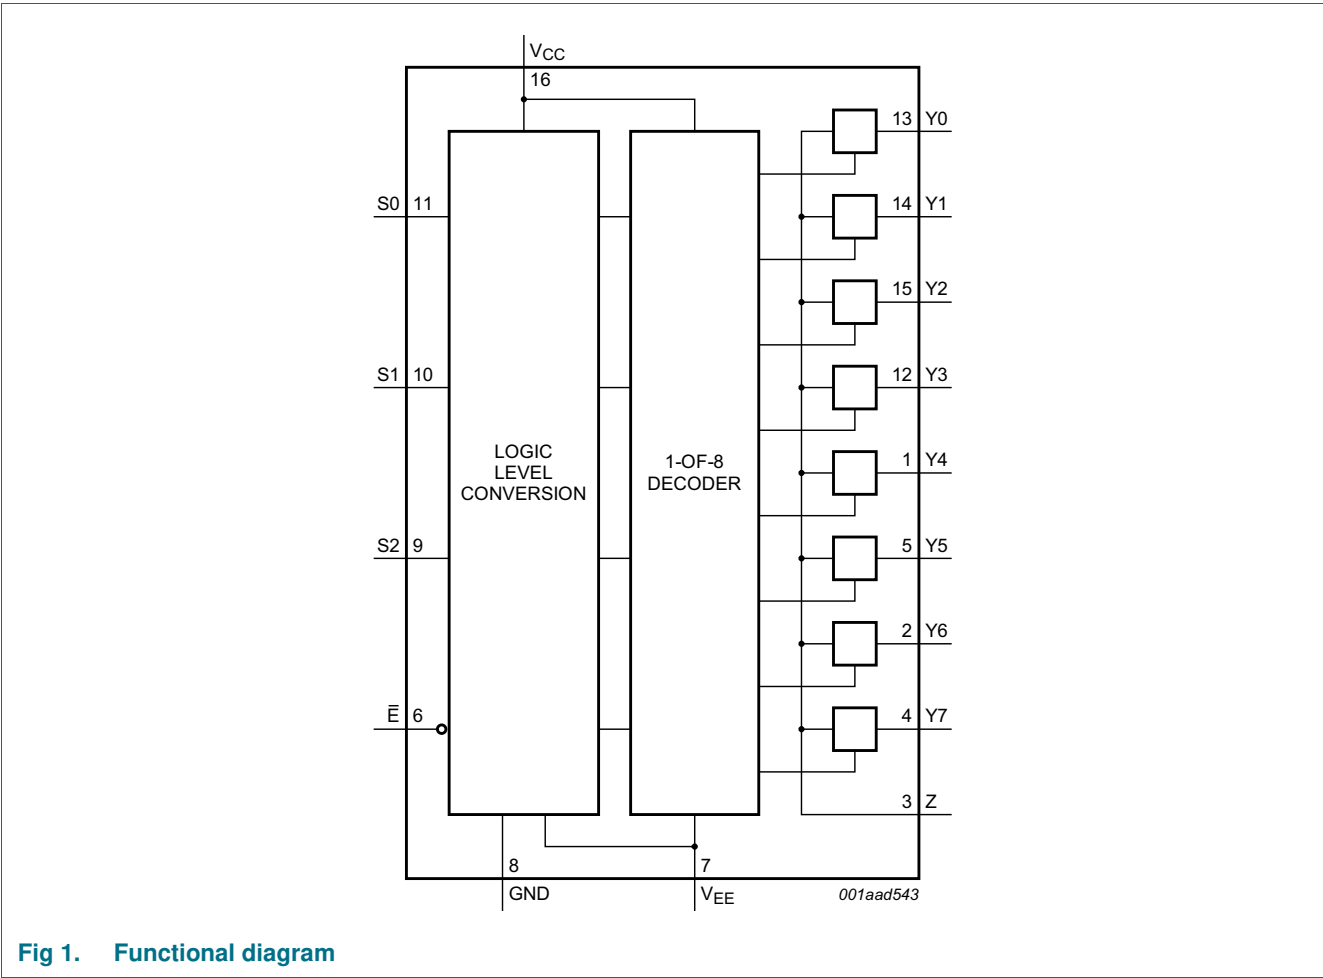 VCC
16
13 Y0
S0 11
14 Y1
15 Y2
S1 10
12 Y3
LOGIC
LEVEL
CONVERSION
1-OF-8
DECODER
1 Y4
S2 9
5 Y5
2 Y6
E̅ 6
4 Y7
3 Z
8
7
GND
VEE
001aad543
Fig 1. Functional diagram